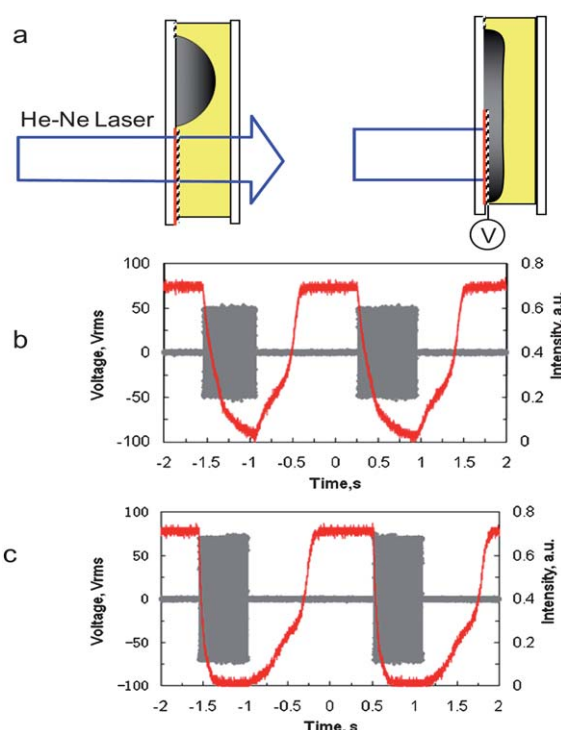 a
He-Ne Laser
V
b
Voltage, Vrms
100
50
0
-50
-100
0.8
0.6
0.4
0.2
0
Intensity, a.u.
-2 -1.5 -1 -0.5 0 0.5 1 1.5 2
Time,s
c
Voltage, Vrms
100
50
0
−50
−100
0.8
0.6
0.4
0.2
0
Intensity, a.u.
-2 -1.5 -1 -0.5 0 0.5 1 1.5 2
Time, s